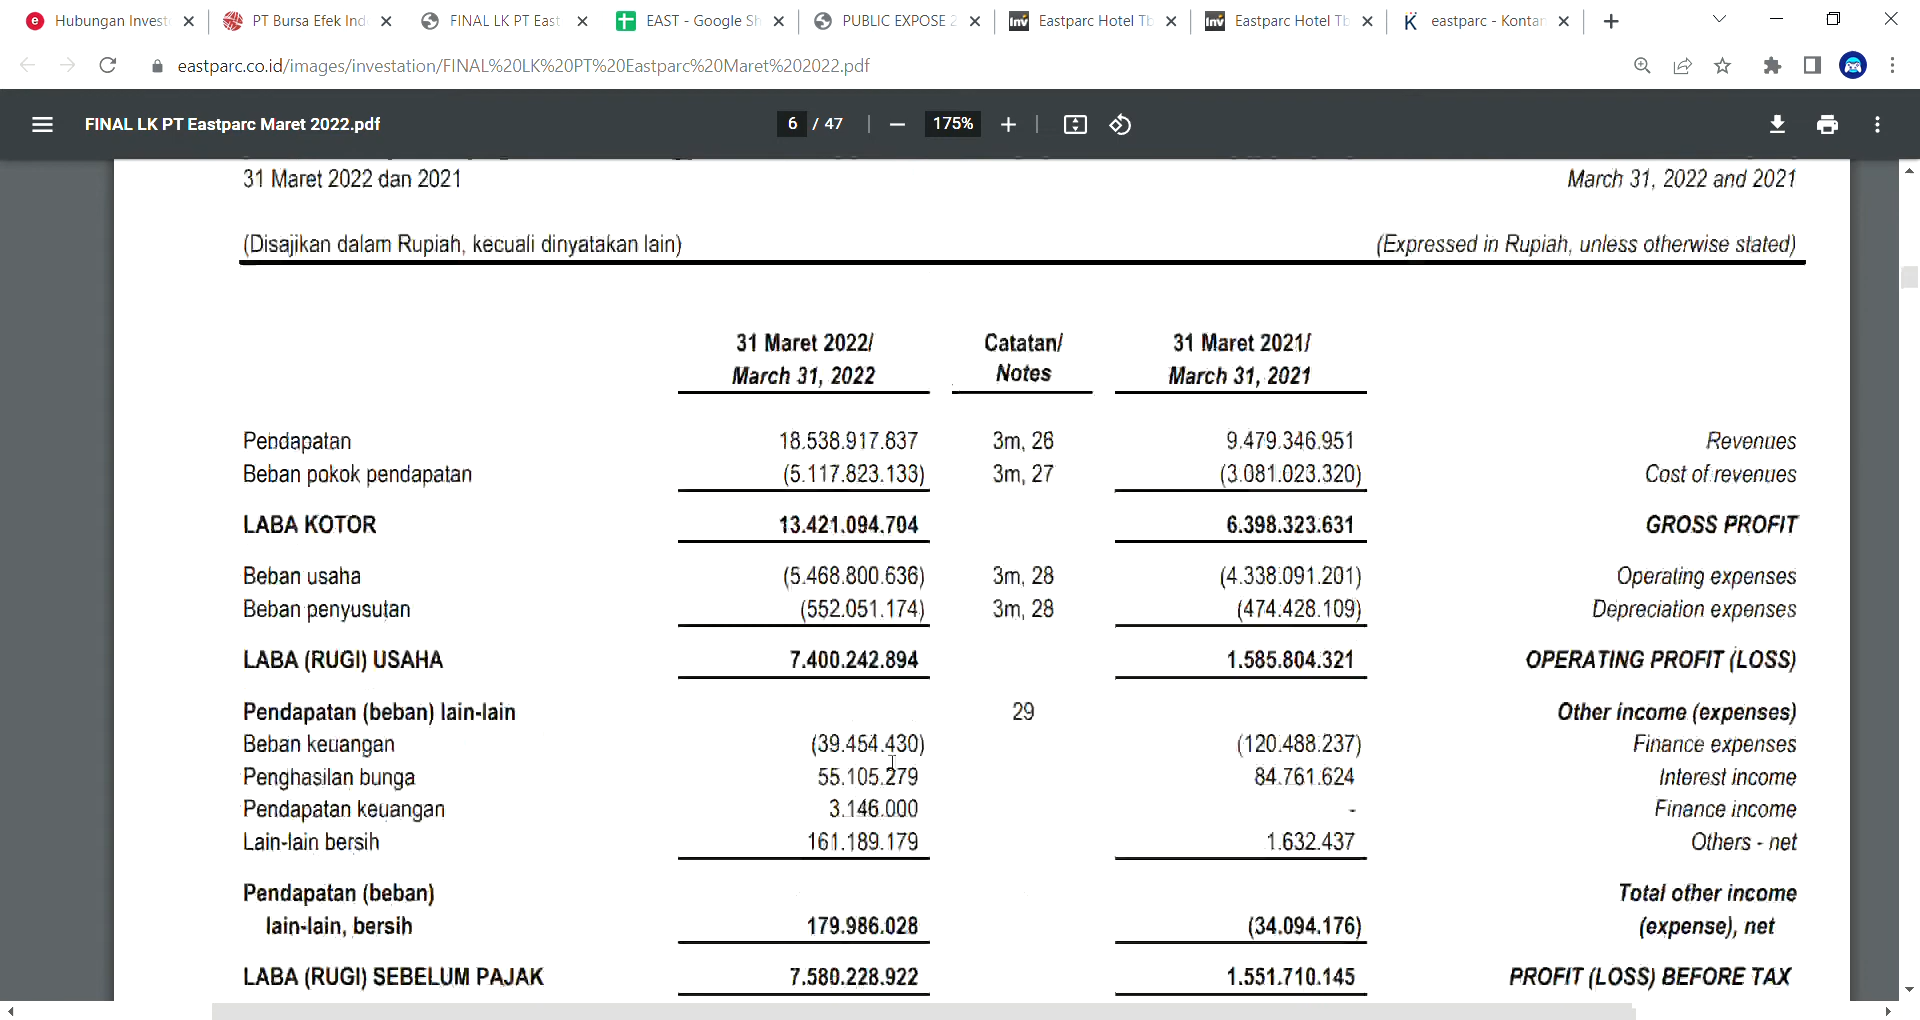 Hubungan Invest
PT Bursa Efek Ind
FINAL LK PT East
EAST - Google Sh
PUBLIC EXPOSE 2
Eastparc Hotel Tb
Eastparc Hotel Tb
eastparc - Kontan
eastparc.co.id/images/investation/FINAL%20LK%20PT%20Eastparc%20Maret%202022.pdf
FINAL LK PT Eastparc Maret 2022.pdf
6 / 47
175%
31 Maret 2022 dan 2021
March 31, 2022 and 2021
(Disajikan dalam Rupiah, kecuali dinyatakan lain)
(Expressed in Rupiah, unless otherwise stated)
31 Maret 2022/ Catatan/ 31 Maret 2021/
March 31, 2022 Notes March 31, 2021
Pendapatan 18.538.917.837 3m, 26 9.479.346.951 Revenues
Beban pokok pendapatan (5.117.823.133) 3m, 27 (3.081.023.320) Cost of revenues
LABA KOTOR 13.421.094.704 6.398.323.631 GROSS PROFIT
Beban usaha (5.468.800.636) 3m, 28 (4.338.091.201) Operating expenses
Beban penyusutan (552.051.174) 3m, 28 (474.428.109) Depreciation expenses
LABA (RUGI) USAHA 7.400.242.894 1.585.804.321 OPERATING PROFIT (LOSS)
Pendapatan (beban) lain-lain 29 Other income (expenses)
Beban keuangan (39.454.430) (120.488.237) Finance expenses
Penghasilan bunga 55.105.279 84.761.624 Interest income
Pendapatan keuangan 3.146.000 - Finance income
Lain-lain bersih 161.189.179 1.632.437 Others - net
Pendapatan (beban) Total other income
lain-lain, bersih 179.986.028 (34.094.176) (expense), net
LABA (RUGI) SEBELUM PAJAK 7.580.228.922 1.551.710.145 PROFIT (LOSS) BEFORE TAX